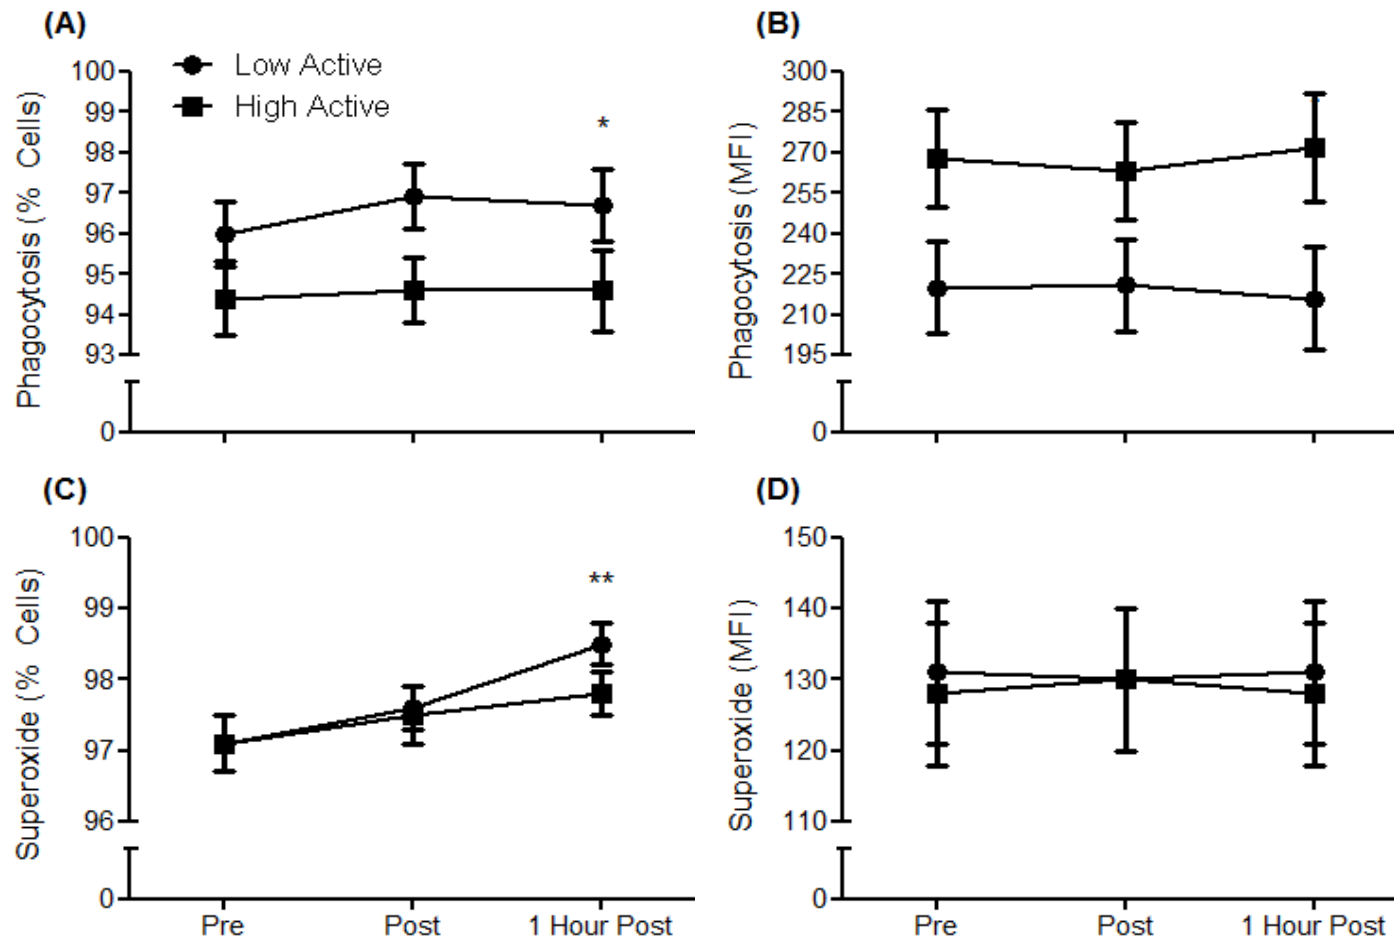 (A)
Low Active
High Active
Phagocytosis (% Cells)
100
99
98
97
96
95
94
93
0
*
(B)
Phagocytosis (MFI)
300
285
270
255
240
225
210
195
0
(C)
Superoxide (% Cells)
100
99
98
97
96
0
**
Pre
Post
1 Hour Post
(D)
Superoxide (MFI)
150
140
130
120
110
0
Pre
Post
1 Hour Post